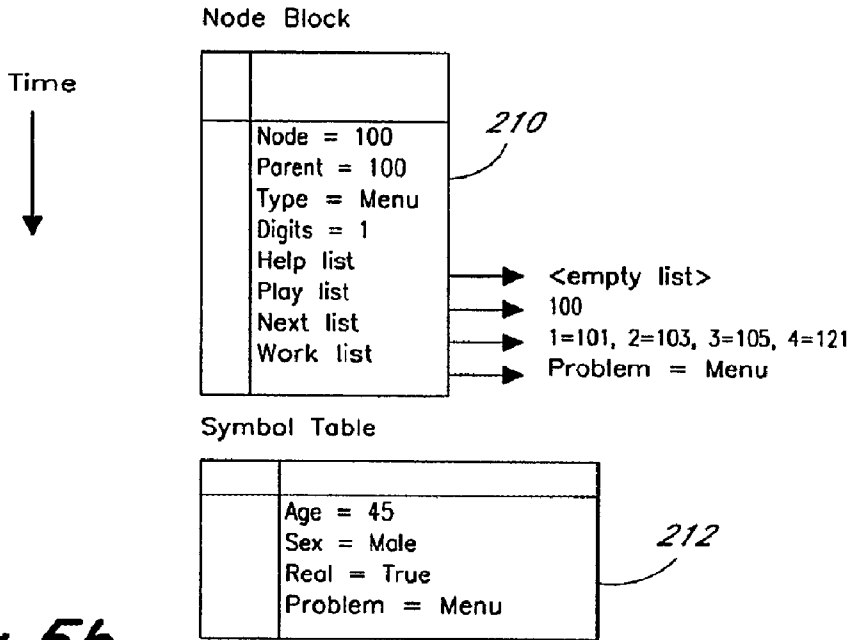 Node Block
Time
210
Node = 100
Parent = 100
Type = Menu
Digits = 1
Help list
<empty list>
Play list
100
Next list
1=101, 2=103, 3=105, 4=121
Work list
Problem = Menu
Symbol Table
Age = 45
Sex = Male
Real = True
Problem = Menu
212
5b